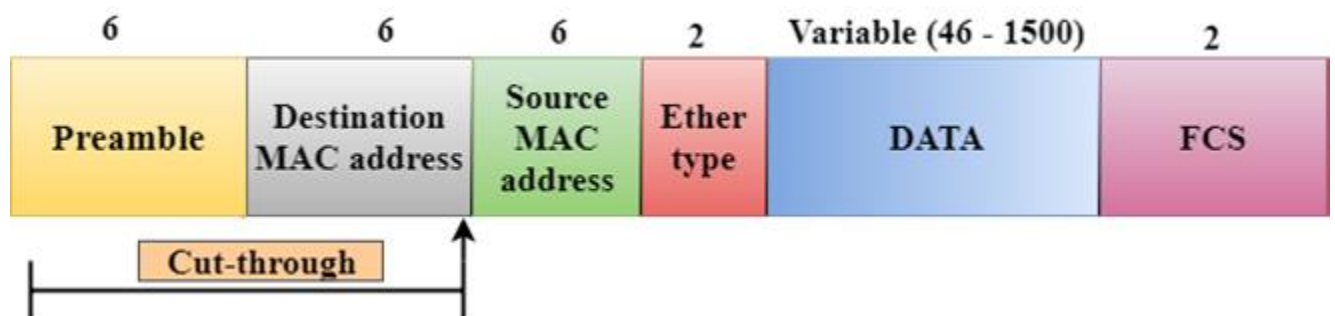 6 6 6 2 Variable (46 - 1500) 2
Preamble
Destination
MAC address
Source
MAC
address
Ether
type
DATA
FCS
Cut-through